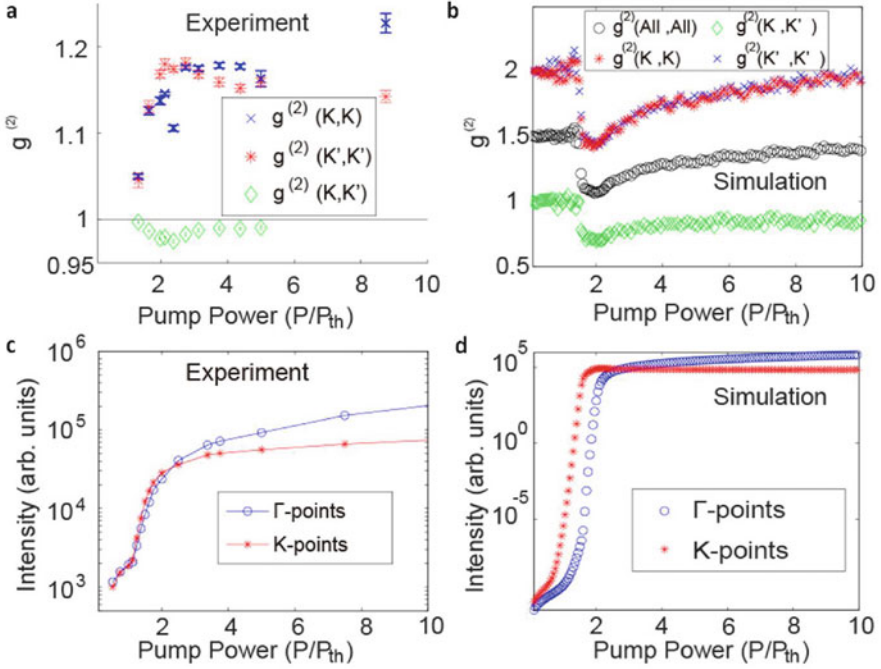 a
Experiment
g(2)
1.2
1.1
1
0.95
× g(2) (K,K)
* g(2) (K',K')
◇ g(2) (K,K')
0 2 4 6 8 10
Pump Power (P/Pth)
b
○ g(2)(All ,All) ◇ g(2)(K ,K' )
* g(2)(K ,K) × g(2)(K' ,K' )
g(2)
2
1.5
1
0.5
Simulation
2 4 6 8 10
Pump Power (P/Pth)
c
Experiment
Intensity (arb. units)
10^6
10^5
10^4
10^3
Γ-points
K-points
2 4 6 8 10
Pump Power (P/Pth)
d
Simulation
Intensity (arb. units)
10^5
10^0
10^-5
Γ-points
K-points
2 4 6 8 10
Pump Power (P/Pth)